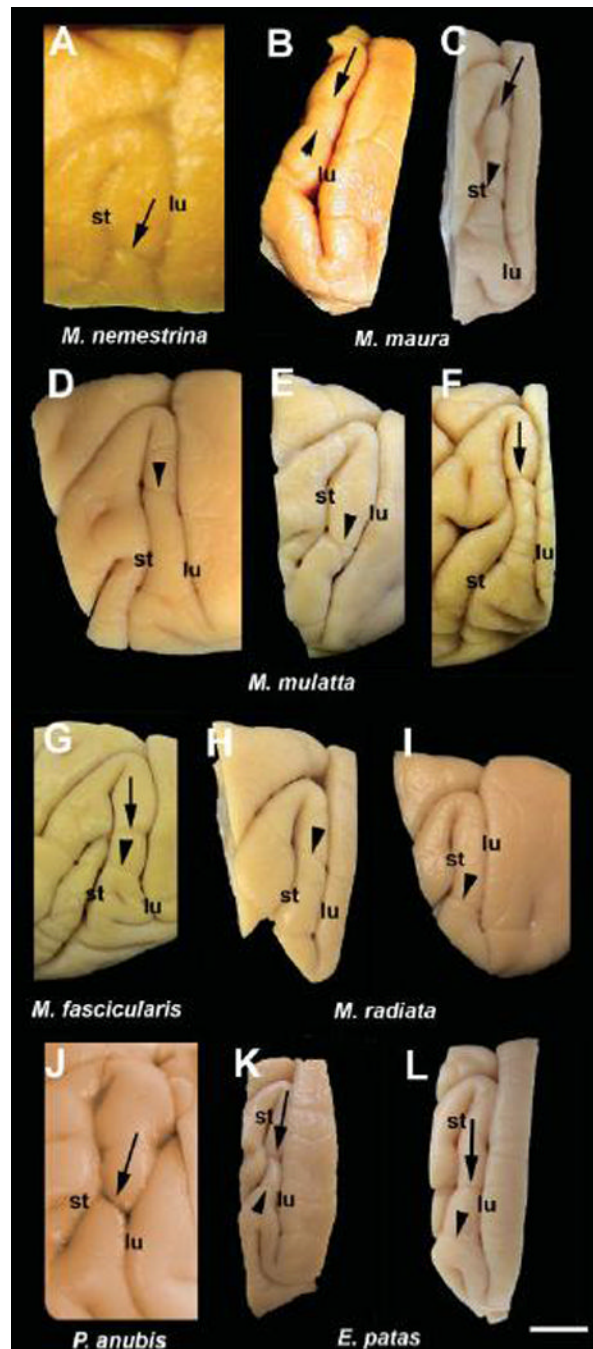 A B C
st lu lu st lu
M. nemestrina M. maura
D E F
st lu st lu st lu
M. mulatta
G H I
st lu st lu st lu
M. fascicularis M. radiata
J K L
st lu st lu st lu
P. anubis E. patas